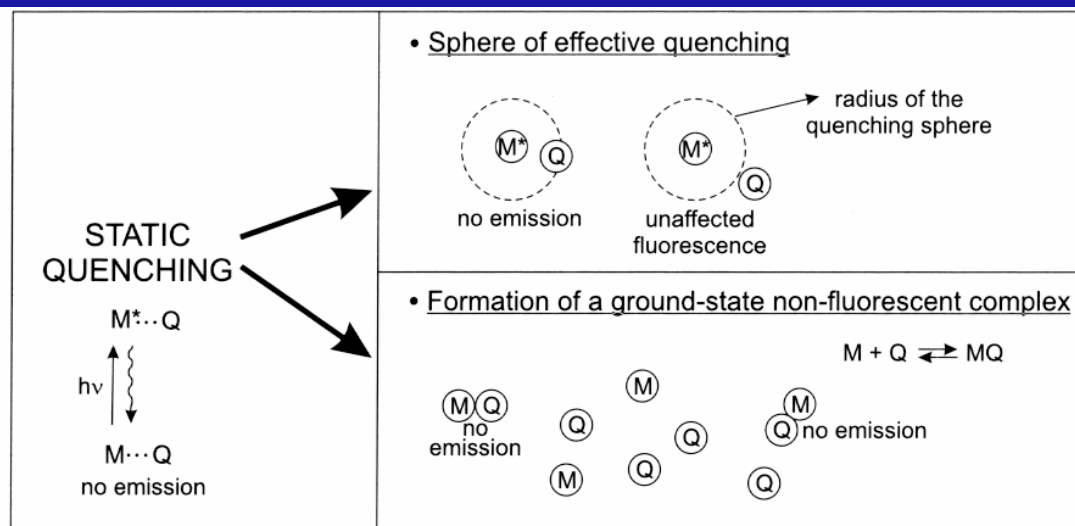 • Sphere of effective quenching
radius of the
quenching sphere
M* Q
M* Q
no emission
unaffected
fluorescence
STATIC
QUENCHING
M*···Q
hν
M···Q
no emission
• Formation of a ground-state non-fluorescent complex
M + Q ⇄ MQ
M Q
no
emission
M
Q
Q
M
Q
M
Q no emission
Q